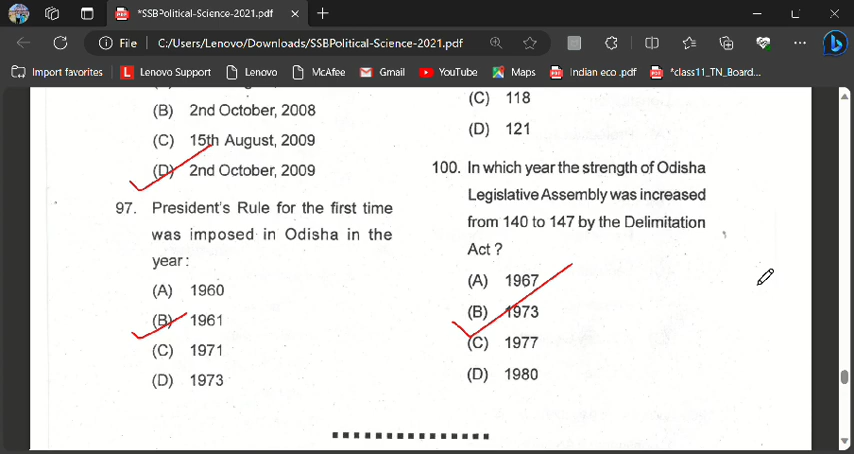 *SSBPolitical-Science-2021.pdf
File
C:/Users/Lenovo/Downloads/SSBPolitical-Science-2021.pdf
Import favorites
Lenovo Support
Lenovo
McAfee
Gmail
YouTube
Maps
Indian eco .pdf
*class11_TN_Board...
(B) 2nd October, 2008
(C) 15th August, 2009
(D) 2nd October, 2009
97. President's Rule for the first time
was imposed in Odisha in the
year :
(A) 1960
(B) 1961
(C) 1971
(D) 1973
(C) 118
(D) 121
100. In which year the strength of Odisha
Legislative Assembly was increased
from 140 to 147 by the Delimitation
Act ?
(A) 1967
(B) 1973
(C) 1977
(D) 1980